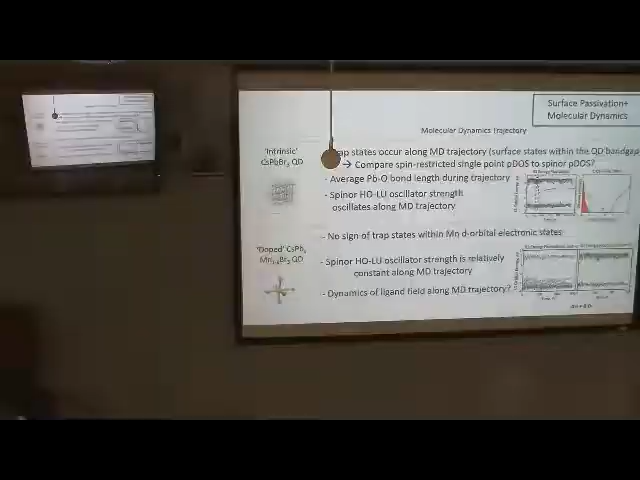 Surface Passivation+
Molecular Dynamics
Molecular Dynamics Trajectory
'Intrinsic'
CsPbBr3 QD
trap states occur along MD trajectory (surface states within the QD bandgap
→ Compare spin-restricted single point pDOS to spinor pDOS?
- Average Pb-O bond length during trajectory
- Spinor HO-LU oscillator strength
oscillates along MD trajectory
- No sign of trap states within Mn d-orbital electronic states
'Doped' CsPb
Br3 QD
- Spinor HO-LU oscillator strength is relatively
constant along MD trajectory
- Dynamics of ligand field along MD trajectory?